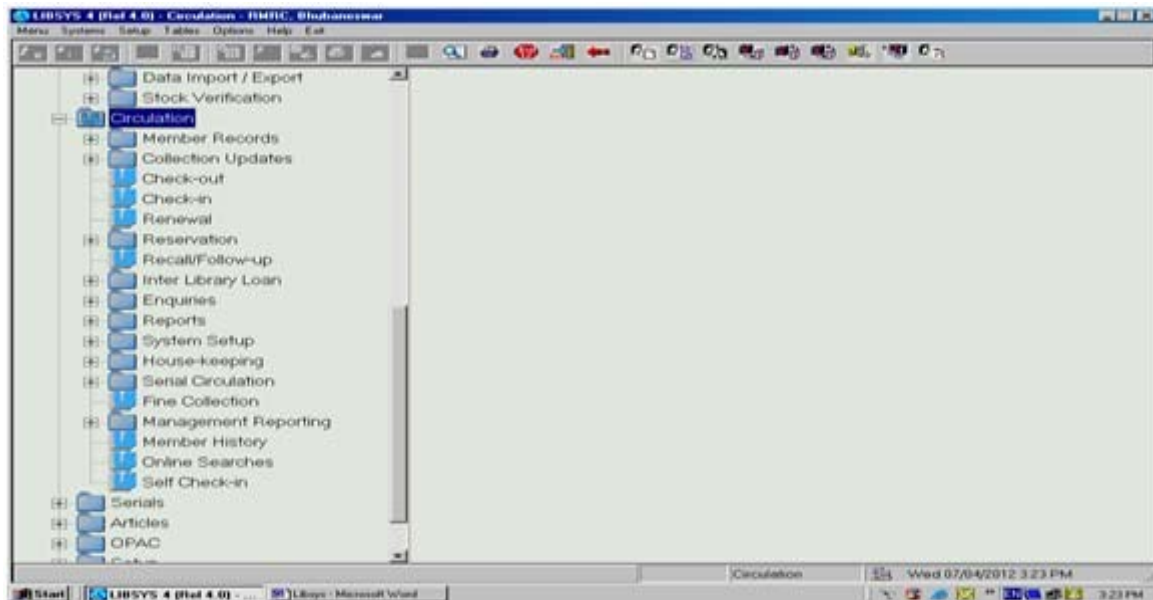 LIBSYS 4 (Rel 4.0) - Circulation - RMRC, Bhubaneswar
Menu Systems Setup Tables Options Help Exit
Data Import / Export
Stock Verification
Circulation
Member Records
Collection Updates
Check-out
Check-in
Renewal
Reservation
Recall/Follow-up
Inter Library Loan
Enquiries
Reports
System Setup
House-keeping
Serial Circulation
Fine Collection
Management Reporting
Member History
Online Searches
Self Check-in
Serials
Articles
OPAC
Setup
Circulation Wed 07/04/2012 3:23 PM
Start LIBSYS 4 (Rel 4.0) - ... Libsys - Microsoft Word EN 3:23 PM